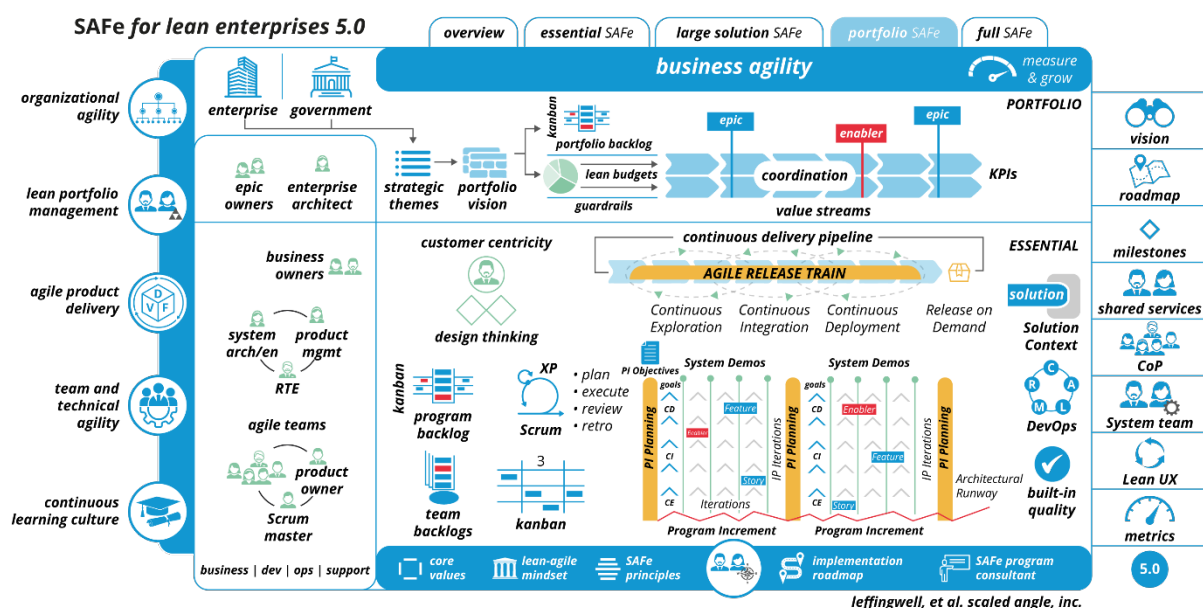 SAFe for lean enterprises 5.0
overview
essential SAFe
large solution SAFe
portfolio SAFe
full SAFe
business agility
measure
& grow
organizational
agility
lean portfolio
management
agile product
delivery
team and
technical
agility
continuous
learning culture
enterprise
government
epic
owners
enterprise
architect
business
owners
system
arch/en
product
mgmt
RTE
agile teams
product
owner
Scrum
master
business | dev | ops | support
PORTFOLIO
strategic
themes
portfolio
vision
kanban
portfolio backlog
lean budgets
guardrails
epic
enabler
epic
coordination
KPIs
value streams
ESSENTIAL
customer centricity
design thinking
continuous delivery pipeline
AGILE RELEASE TRAIN
Continuous
Exploration
Continuous
Integration
Continuous
Deployment
Release on
Demand
solution
Solution
Context
kanban
program
backlog
XP
Scrum
• plan
• execute
• review
• retro
team
backlogs
3
kanban
PI Objectives
System Demos
System Demos
PI Planning
goals
CD
CI
CE
Enabler
Feature
Story
Iterations
IP Iterations
PI Planning
goals
CD
CI
CE
Enabler
Feature
Story
IP Iterations
PI Planning
Architectural
Runway
Program Increment
Program Increment
R
C
A
L
M
DevOps
built-in
quality
D
V
F
vision
roadmap
milestones
shared services
CoP
System team
Lean UX
metrics
5.0
core
values
lean-agile
mindset
SAFe
principles
implementation
roadmap
SAFe program
consultant
leffingwell, et al. scaled angle, inc.